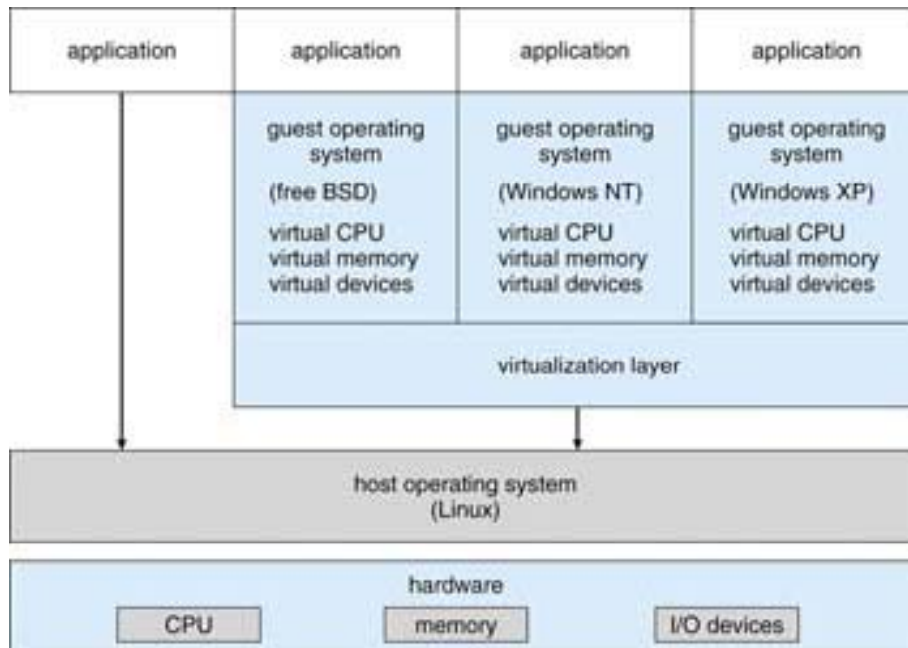 application
application
application
application
guest operating
system
(free BSD)
virtual CPU
virtual memory
virtual devices
guest operating
system
(Windows NT)
virtual CPU
virtual memory
virtual devices
guest operating
system
(Windows XP)
virtual CPU
virtual memory
virtual devices
virtualization layer
host operating system
(Linux)
hardware
CPU
memory
I/O devices